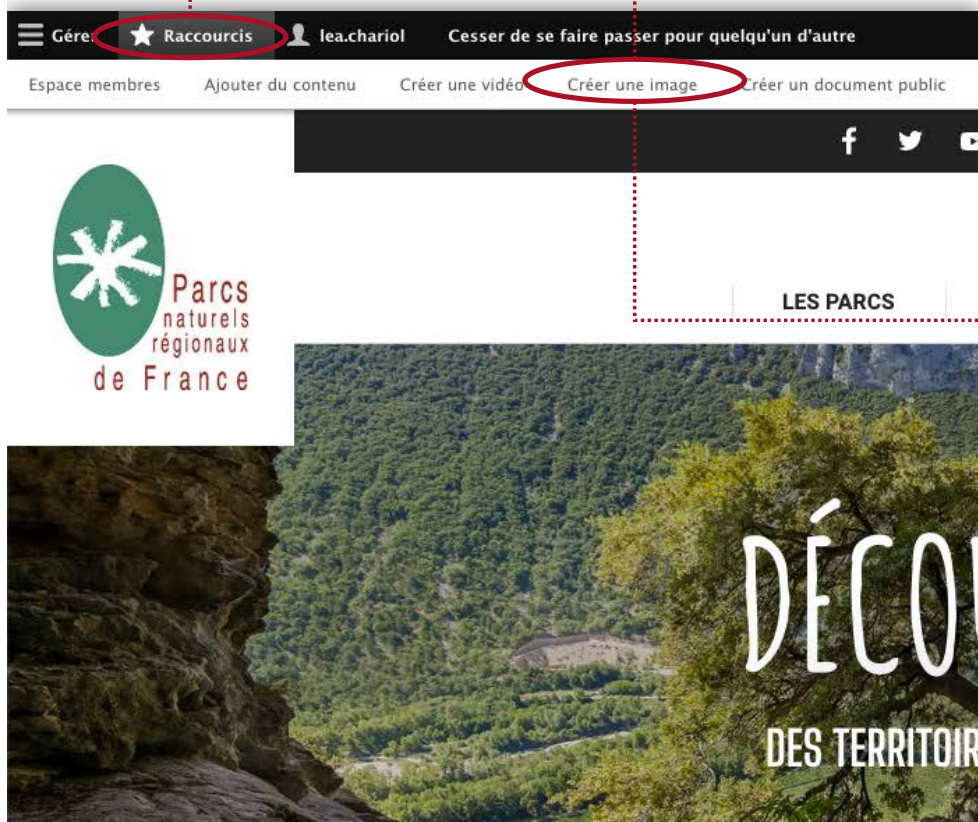 Gérer Raccourcis lea.chariol Cesser de se faire passer pour quelqu'un d'autre
Espace membres Ajouter du contenu Créer une vidéo Créer une image Créer un document public
Parcs
naturels
régionaux
de France
LES PARCS
DÉCOU
DES TERRITOIR